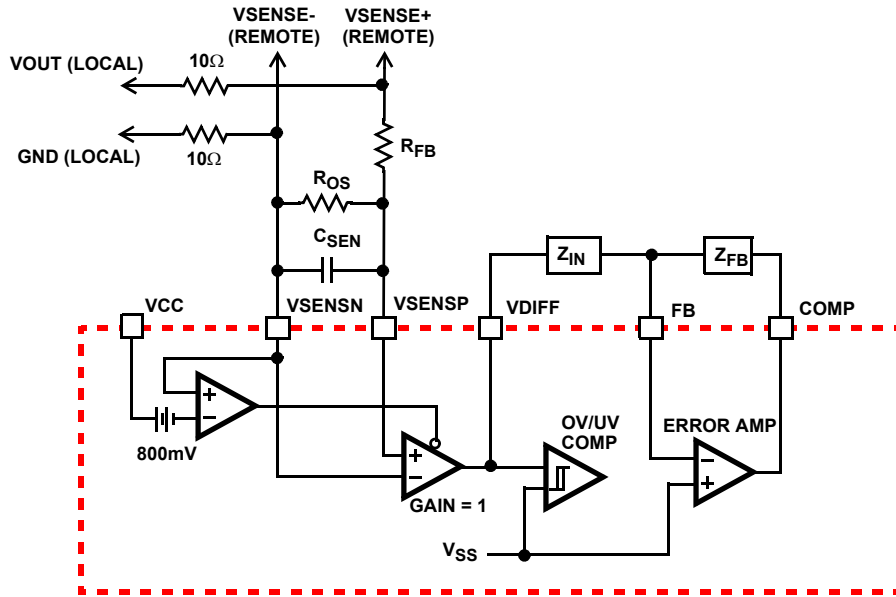 VSENSE-
(REMOTE)
VSENSE+
(REMOTE)
VOUT (LOCAL)
10Ω
GND (LOCAL)
10Ω
RFB
ROS
CSEN
ZIN
ZFB
VCC
VSENSN
VSENSP
VDIFF
FB
COMP
+
−
800mV
+
−
GAIN = 1
OV/UV
COMP
ERROR AMP
−
+
VSS